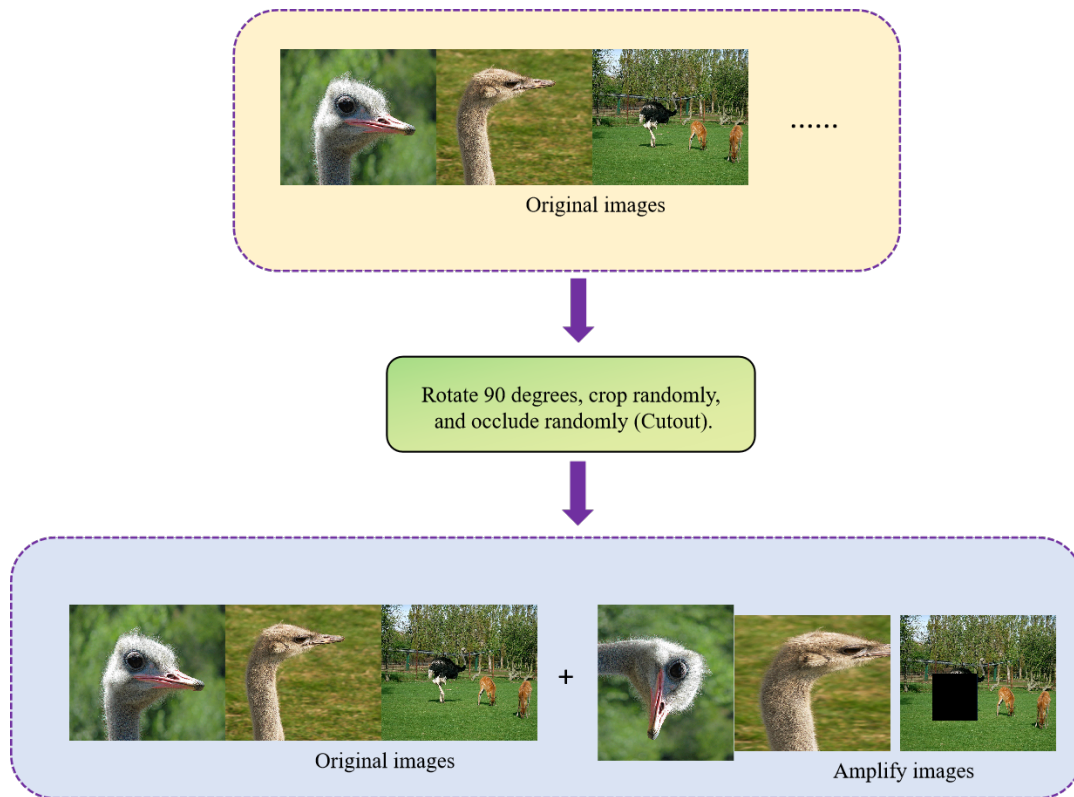 ......
Original images
Rotate 90 degrees, crop randomly,
and occlude randomly (Cutout).
+
Original images
Amplify images